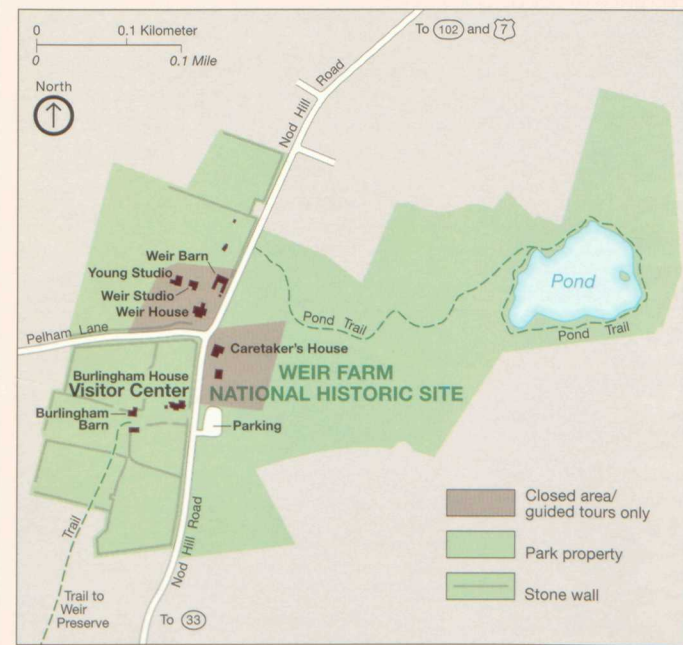 0 0.1 Kilometer
0 0.1 Mile
North
To 102 and 7
Nod Hill Road
Weir Barn
Young Studio
Weir Studio
Weir House
Pelham Lane
Pond Trail
Pond
Pond Trail
Caretaker's House
Burlingham House
Visitor Center
WEIR FARM
NATIONAL HISTORIC SITE
Burlingham
Barn
Parking
Trail
Nod Hill Road
Trail to
Weir
Preserve
To 33
Closed area/
guided tours only
Park property
Stone wall